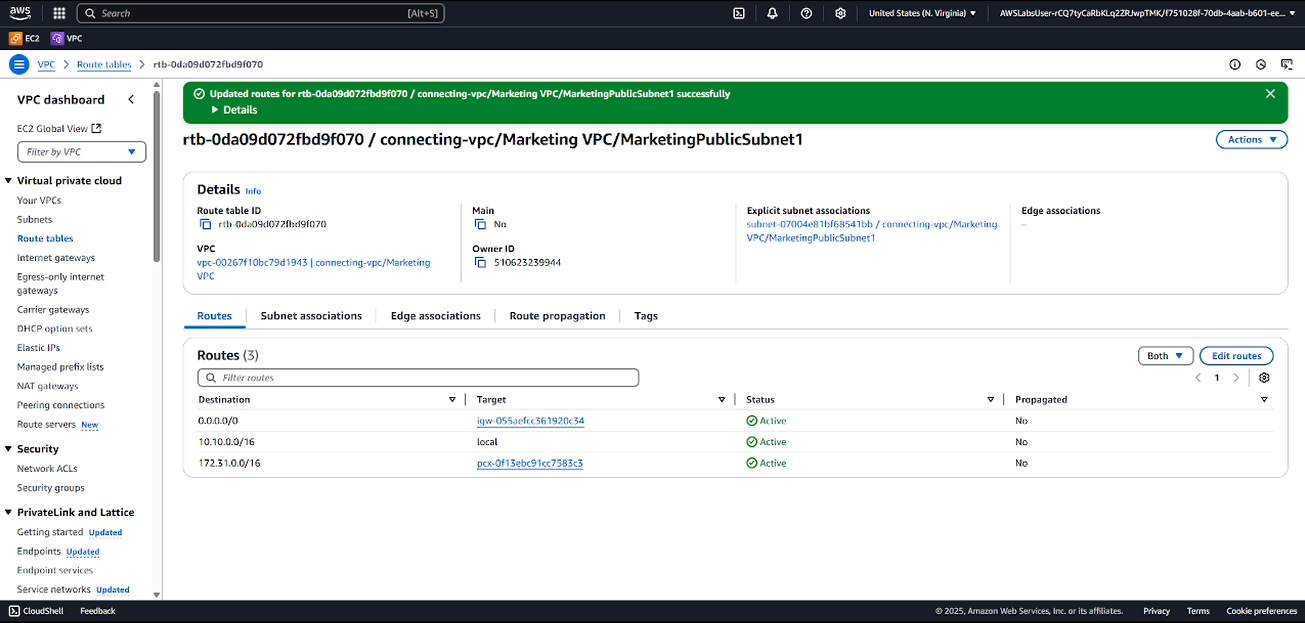 aws
Search [Alt+S]
United States (N. Virginia)
AWSLabsUser-rCQ7tyCaRbKLq2ZRJwpTMK/f751028f-70db-4aab-b601-ee...
EC2 VPC
VPC > Route tables > rtb-0da09d072fbd9f070
VPC dashboard
EC2 Global View
Filter by VPC
Virtual private cloud
Your VPCs
Subnets
Route tables
Internet gateways
Egress-only internet
gateways
Carrier gateways
DHCP option sets
Elastic IPs
Managed prefix lists
NAT gateways
Peering connections
Route servers New
Security
Network ACLs
Security groups
PrivateLink and Lattice
Getting started Updated
Endpoints Updated
Endpoint services
Service networks Updated
Updated routes for rtb-0da09d072fbd9f070 / connecting-vpc/Marketing VPC/MarketingPublicSubnet1 successfully
Details
rtb-0da09d072fbd9f070 / connecting-vpc/Marketing VPC/MarketingPublicSubnet1
Actions
Details Info
Route table ID
rtb-0da09d072fbd9f070
VPC
vpc-00267f10bc79d1943 | connecting-vpc/Marketing
VPC
Main
No
Owner ID
510623239944
Explicit subnet associations
subnet-07004e81bf68541bb / connecting-vpc/Marketing
VPC/MarketingPublicSubnet1
Edge associations
–
Routes Subnet associations Edge associations Route propagation Tags
Routes (3)
Both Edit routes
Filter routes
1
Destination Target Status Propagated
0.0.0.0/0 igw-055aefcc361920c34 Active No
10.10.0.0/16 local Active No
172.31.0.0/16 pcx-0f13ebc91cc7583c3 Active No
CloudShell Feedback
© 2025, Amazon Web Services, Inc. or its affiliates. Privacy Terms Cookie preferences